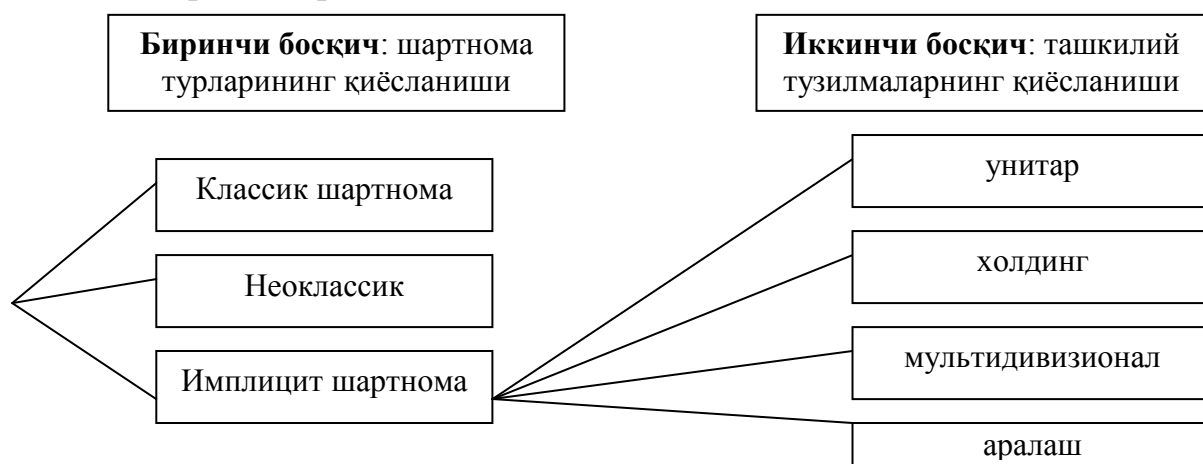 Биринчи босқич: шартнома
турларининг қиёсланиши
Иккинчи босқич: ташкилий
тузилмаларнинг қиёсланиши
Классик шартнома
Неоклассик
Имплицит шартнома
унитар
холдинг
мультидивизионал
аралаш